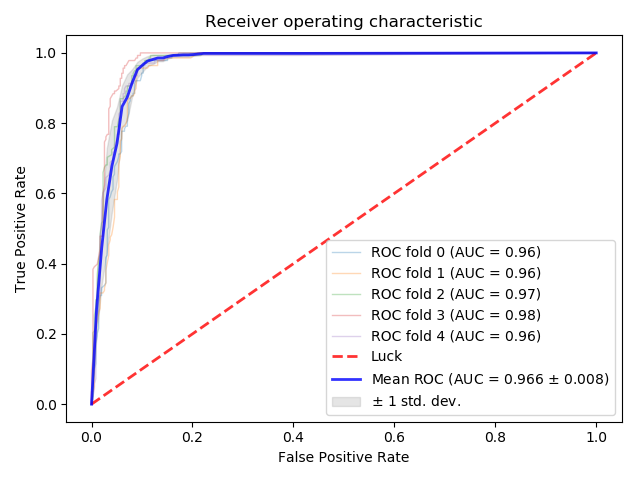 Receiver operating characteristic
True Positive Rate
1.0
0.8
0.6
0.4
0.2
0.0
ROC fold 0 (AUC = 0.96)
ROC fold 1 (AUC = 0.96)
ROC fold 2 (AUC = 0.97)
ROC fold 3 (AUC = 0.98)
ROC fold 4 (AUC = 0.96)
Luck
Mean ROC (AUC = 0.966 ± 0.008)
± 1 std. dev.
0.0 0.2 0.4 0.6 0.8 1.0
False Positive Rate